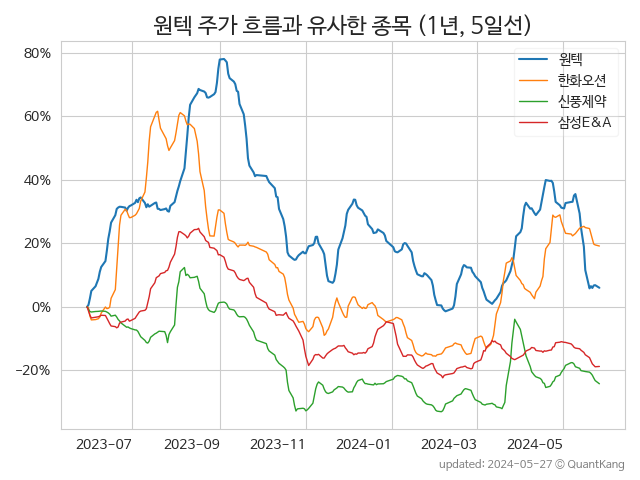 원텍 주가 흐름과 유사한 종목 (1년, 5일선)
80%
60%
40%
20%
0%
−20%
원텍
한화오션
신풍제약
삼성E&A
2023-07
2023-09
2023-11
2024-01
2024-03
2024-05
updated: 2024-05-27 © QuantKang